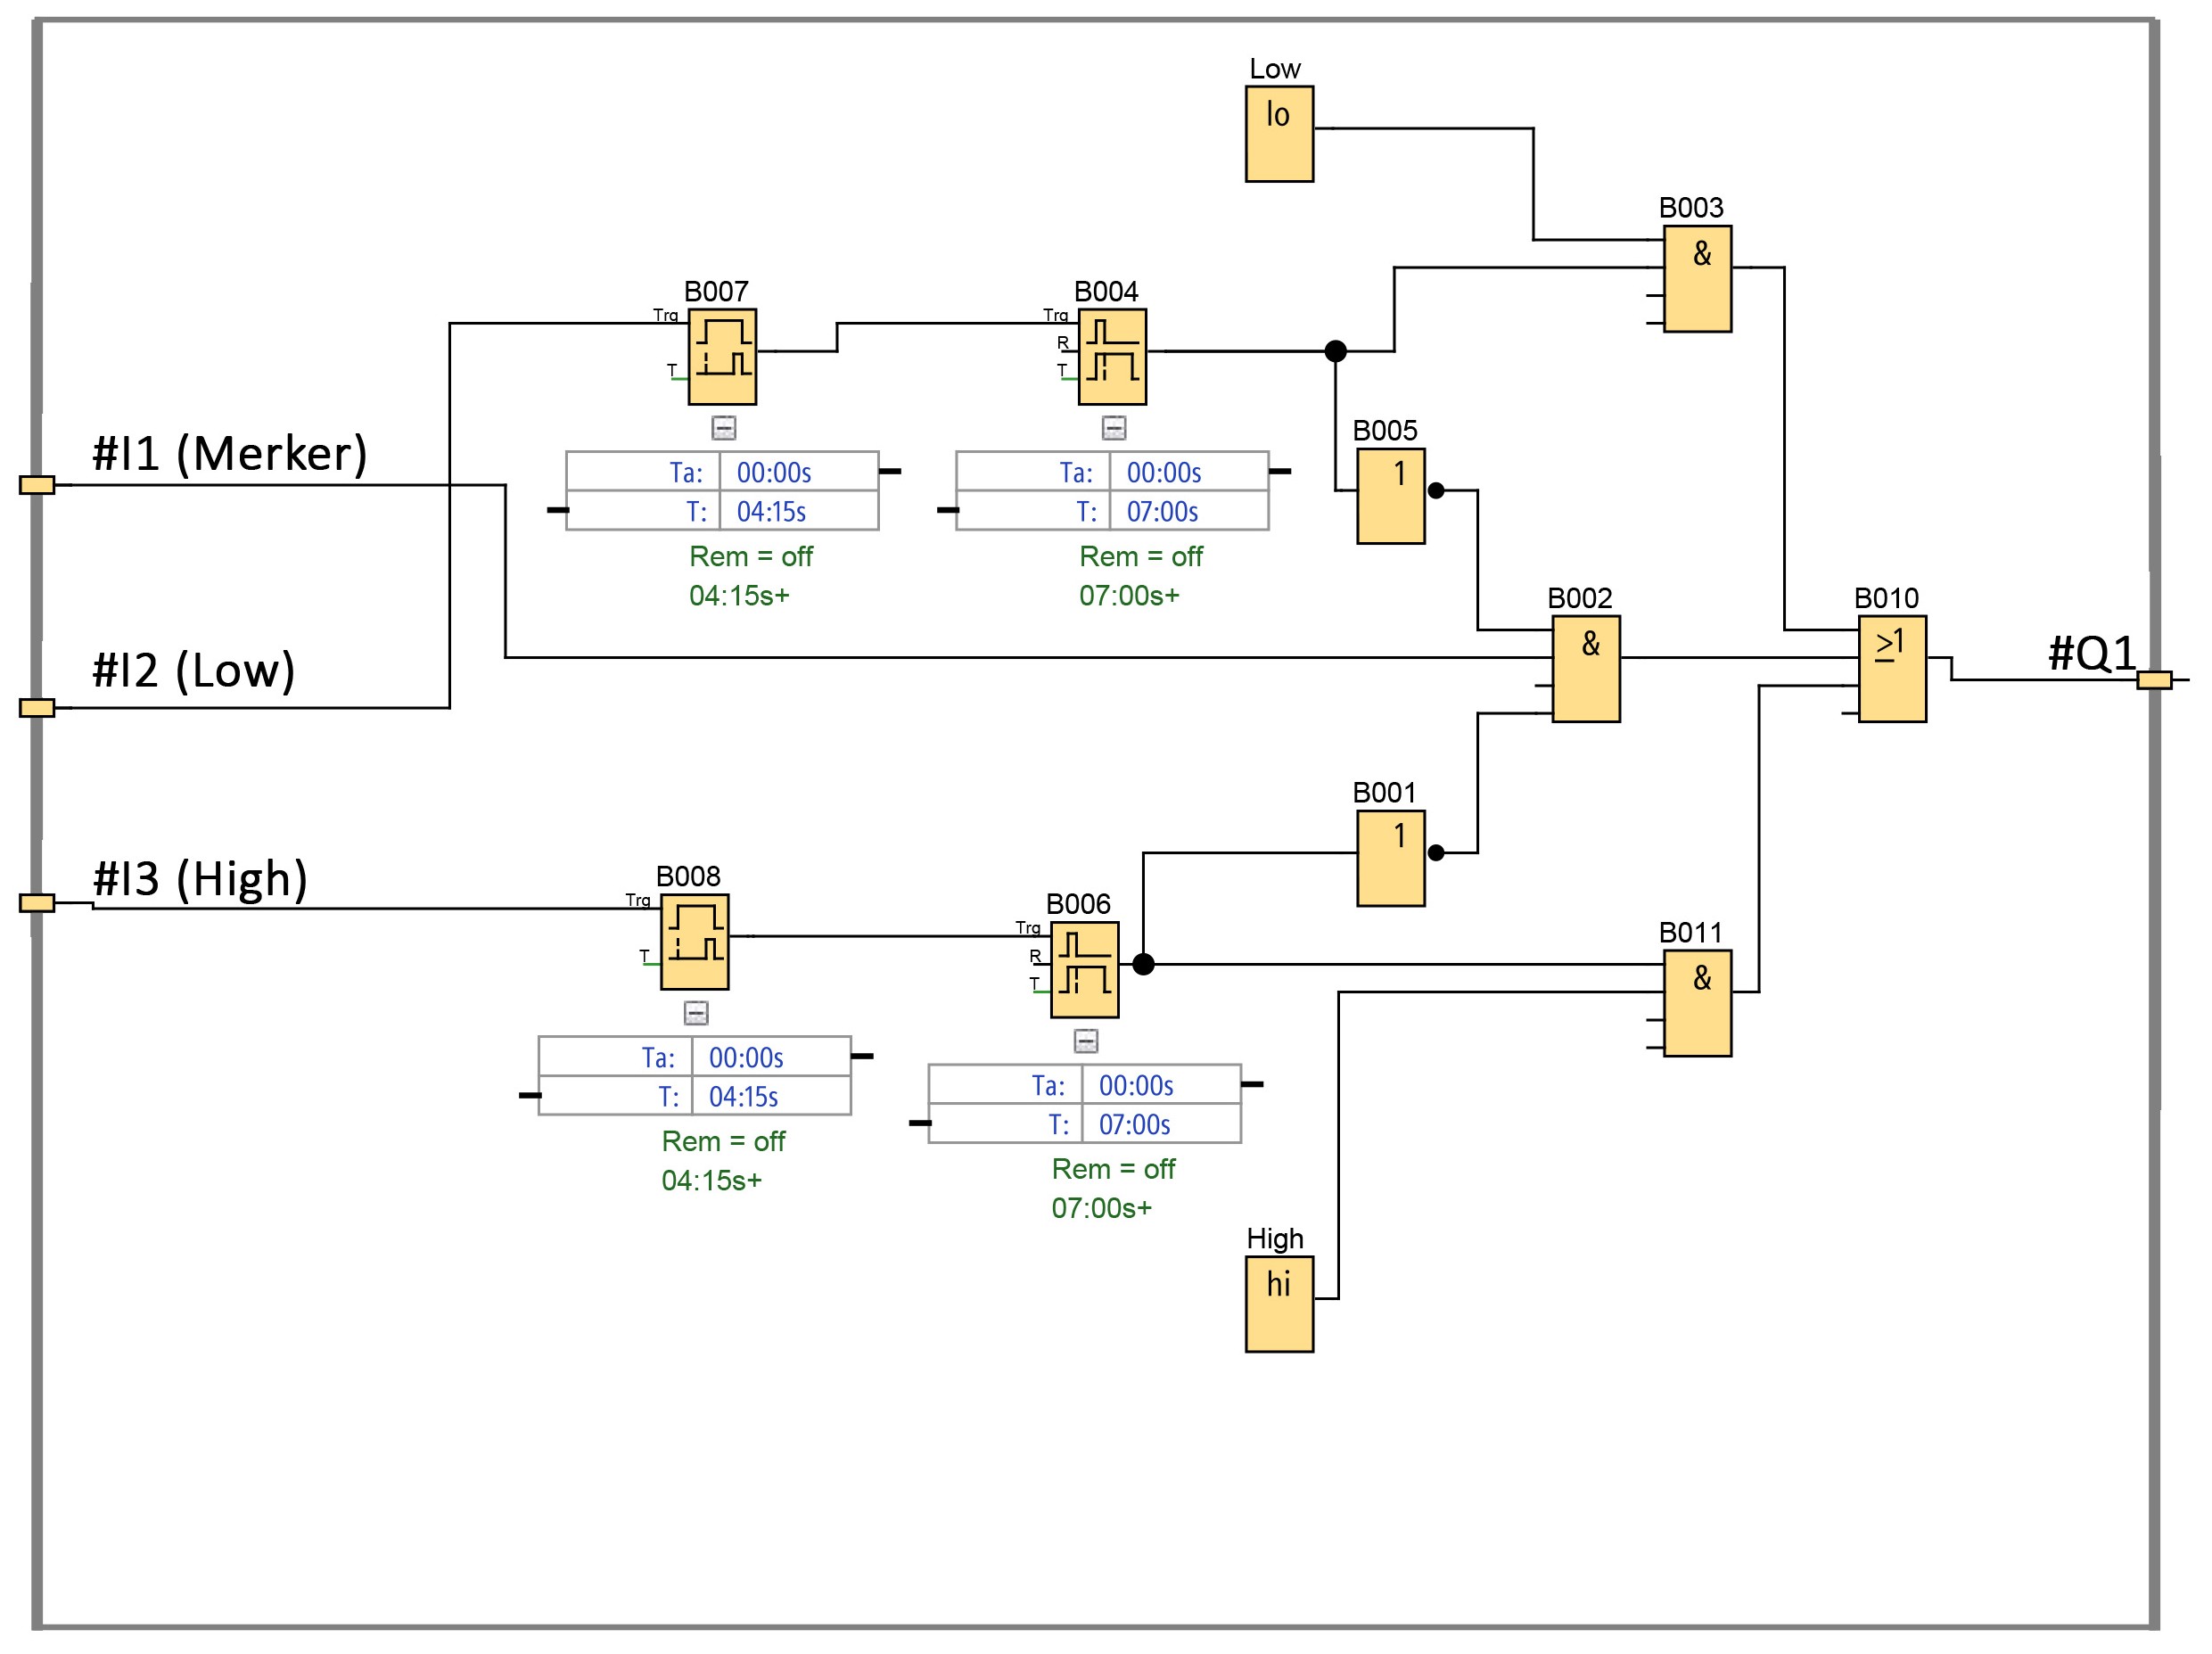 Low
lo
B003
&
B007
B004
Trg
Trg
R
T
T
B005
1
#I1 (Merker)
Ta: 00:00s
T: 04:15s
Rem = off
04:15s+
Ta: 00:00s
T: 07:00s
Rem = off
07:00s+
B002
&
B010
≥1
#Q1
#I2 (Low)
B001
1
#I3 (High)
B008
Trg
T
B006
Trg
R
T
B011
&
Ta: 00:00s
T: 04:15s
Rem = off
04:15s+
Ta: 00:00s
T: 07:00s
Rem = off
07:00s+
High
hi